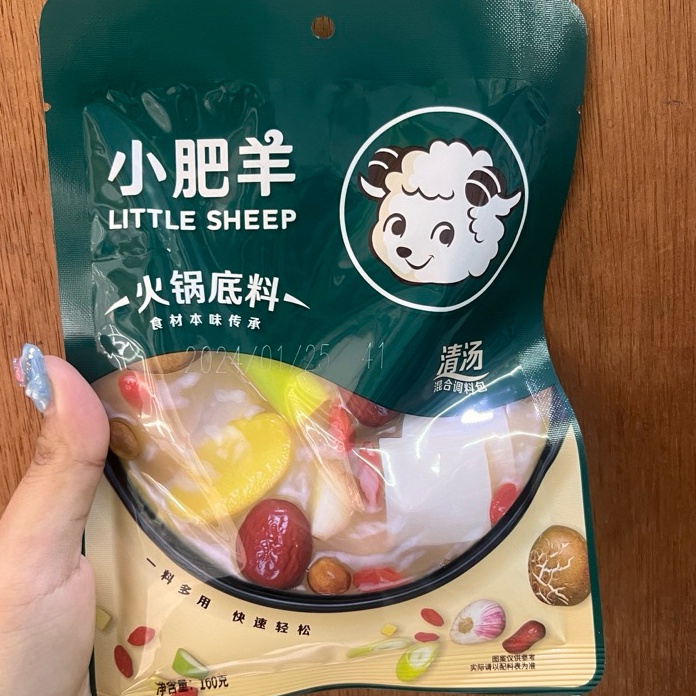 小肥羊
LITTLE SHEEP
火锅底料
食材本味传承
2024/01/25 41
清汤
混合调料包
一料多用 快速轻松
图案仅供参考
实际请以配料表为准
净含量：160克